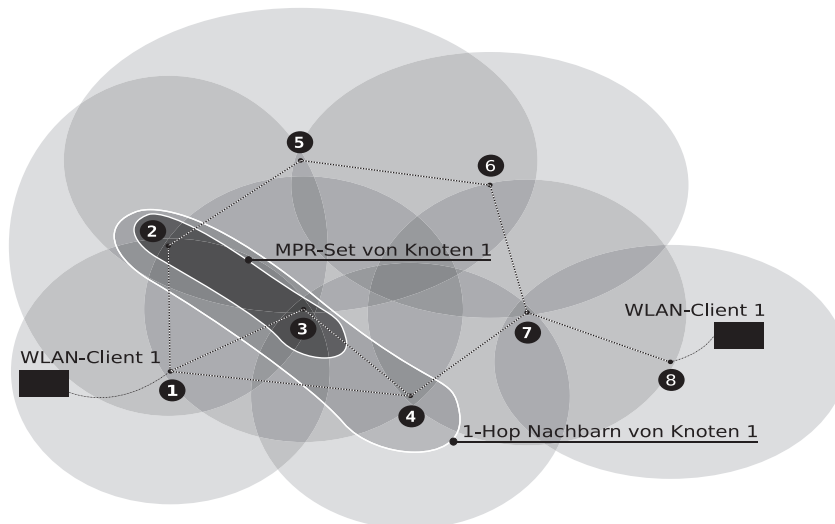 5
6
2
MPR-Set von Knoten 1
WLAN-Client 1
3
7
WLAN-Client 1
8
1
4
1-Hop Nachbarn von Knoten 1